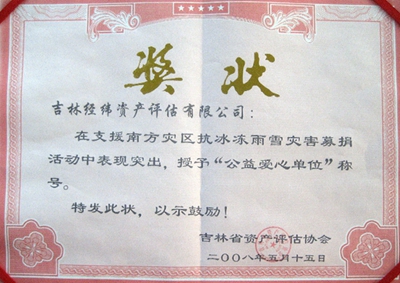 奖状
吉林经纬资产评估有限公司：
在支援南方灾区抗冰冻雨雪灾害募捐
活动中表现突出，授予“公益爱心单位”称
号。
特发此状，以示鼓励！
吉林省资产评估协会
二〇〇八年五月十五日